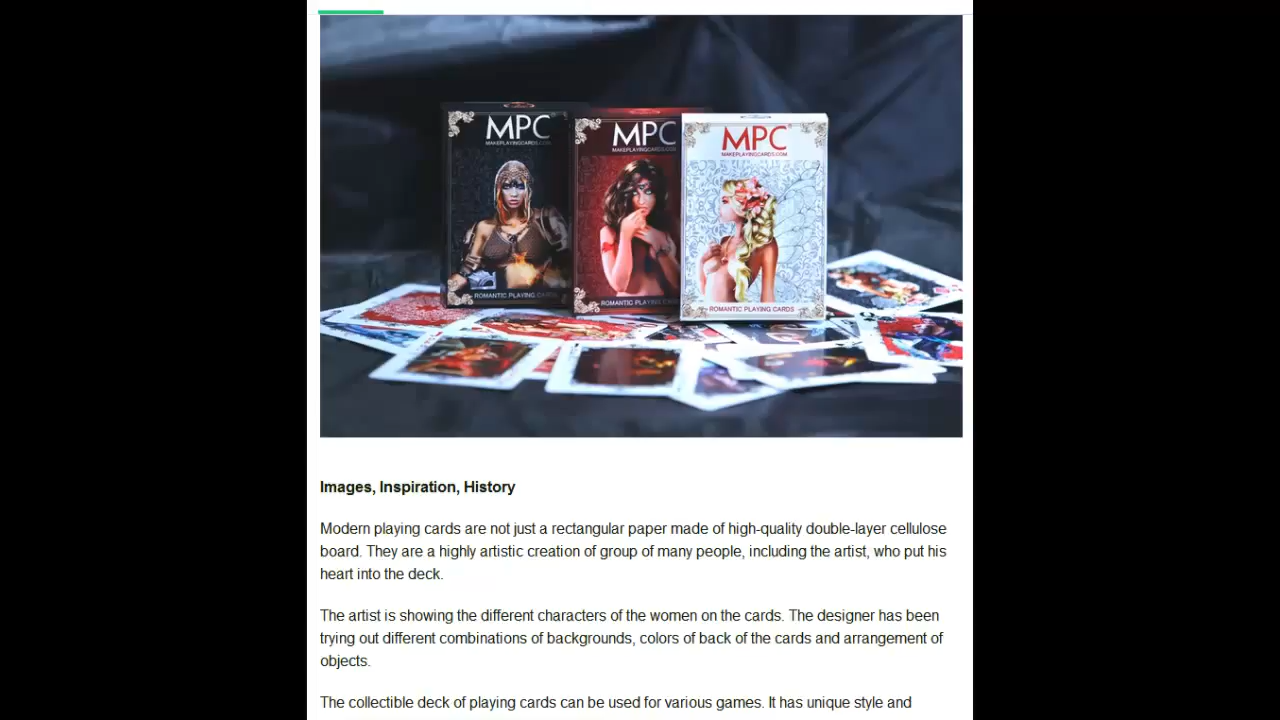 MPC
MAKEPLAYINGCARDS.COM
ROMANTIC PLAYING CARDS
MPC
MAKEPLAYINGCARDS.COM
ROMANTIC PLAYING CARD
MPC
MAKEPLAYINGCARDS.COM
ROMANTIC PLAYING CARDS
Images, Inspiration, History
Modern playing cards are not just a rectangular paper made of high-quality double-layer cellulose
board. They are a highly artistic creation of group of many people, including the artist, who put his
heart into the deck.
The artist is showing the different characters of the women on the cards. The designer has been
trying out different combinations of backgrounds, colors of back of the cards and arrangement of
objects.
The collectible deck of playing cards can be used for various games. It has unique style and